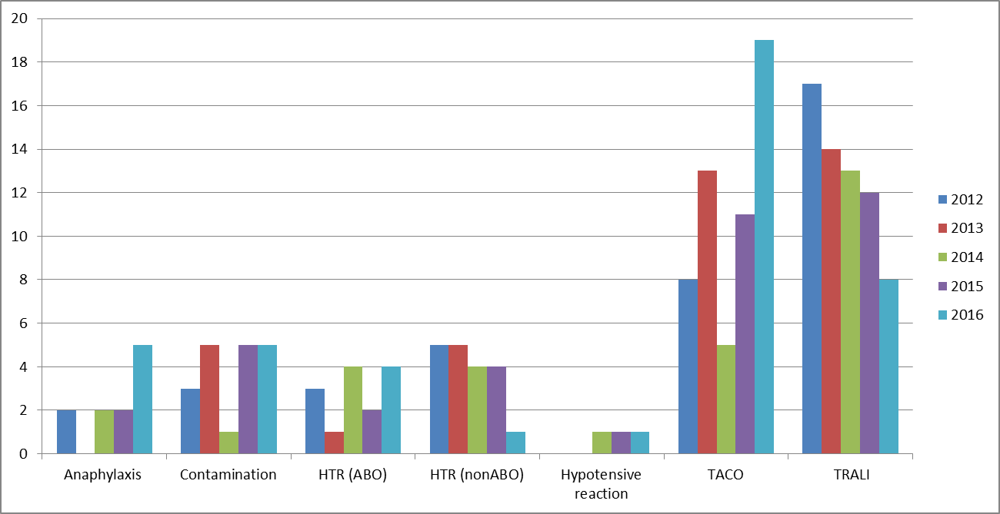 20
18
16
14
12
10
8
6
4
2
0
Anaphylaxis
Contamination
HTR (ABO)
HTR (nonABO)
Hypotensive
reaction
TACO
TRALI
2012
2013
2014
2015
2016